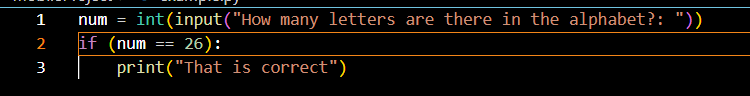 1 num = int(input("How many letters are there in the alphabet?: "))
2 if (num == 26):
3     print("That is correct")